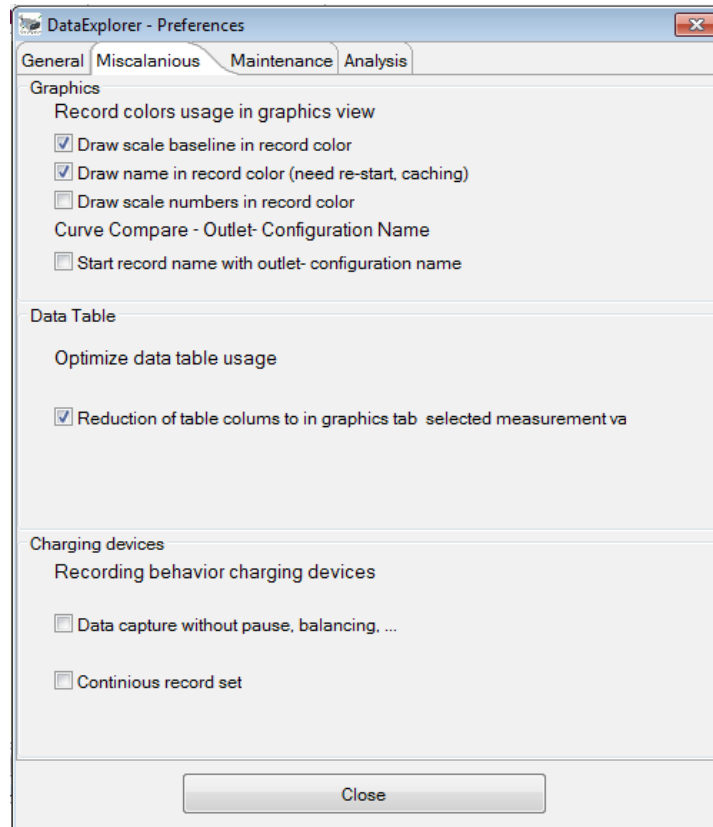 DataExplorer - Preferences
General Miscalanious Maintenance Analysis
Graphics
Record colors usage in graphics view
Draw scale baseline in record color
Draw name in record color (need re-start, caching)
Draw scale numbers in record color
Curve Compare - Outlet- Configuration Name
Start record name with outlet- configuration name
Data Table
Optimize data table usage
Reduction of table colums to in graphics tab selected measurement va
Charging devices
Recording behavior charging devices
Data capture without pause, balancing, ...
Continious record set
Close